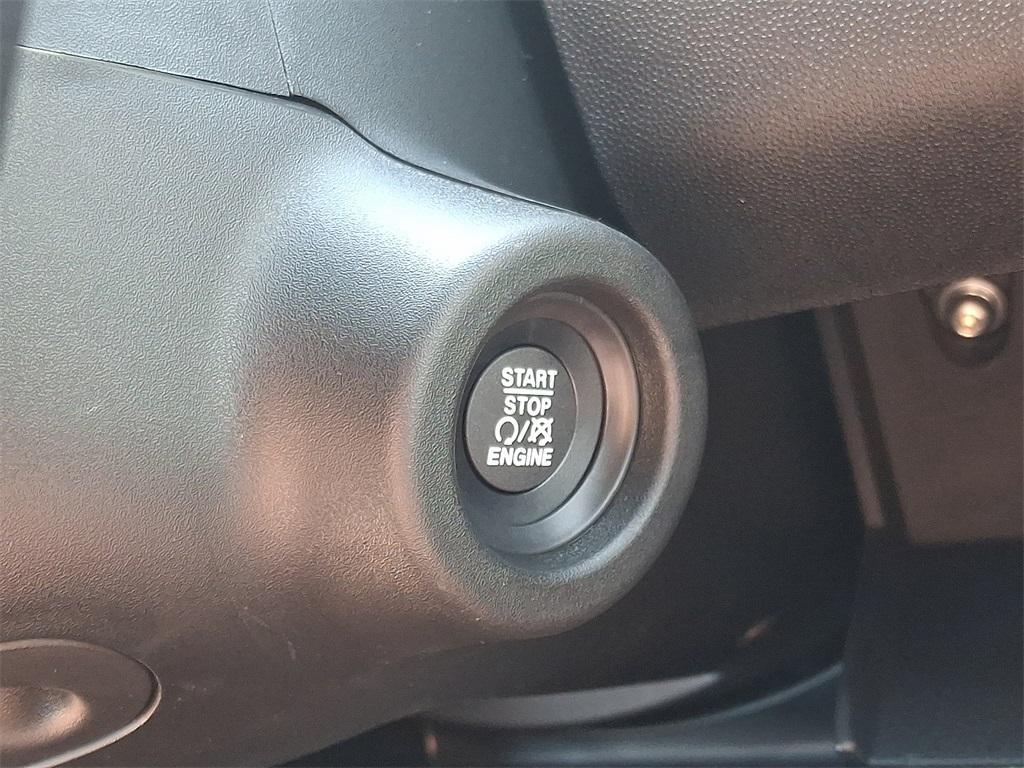 START
STOP
/
ENGINE